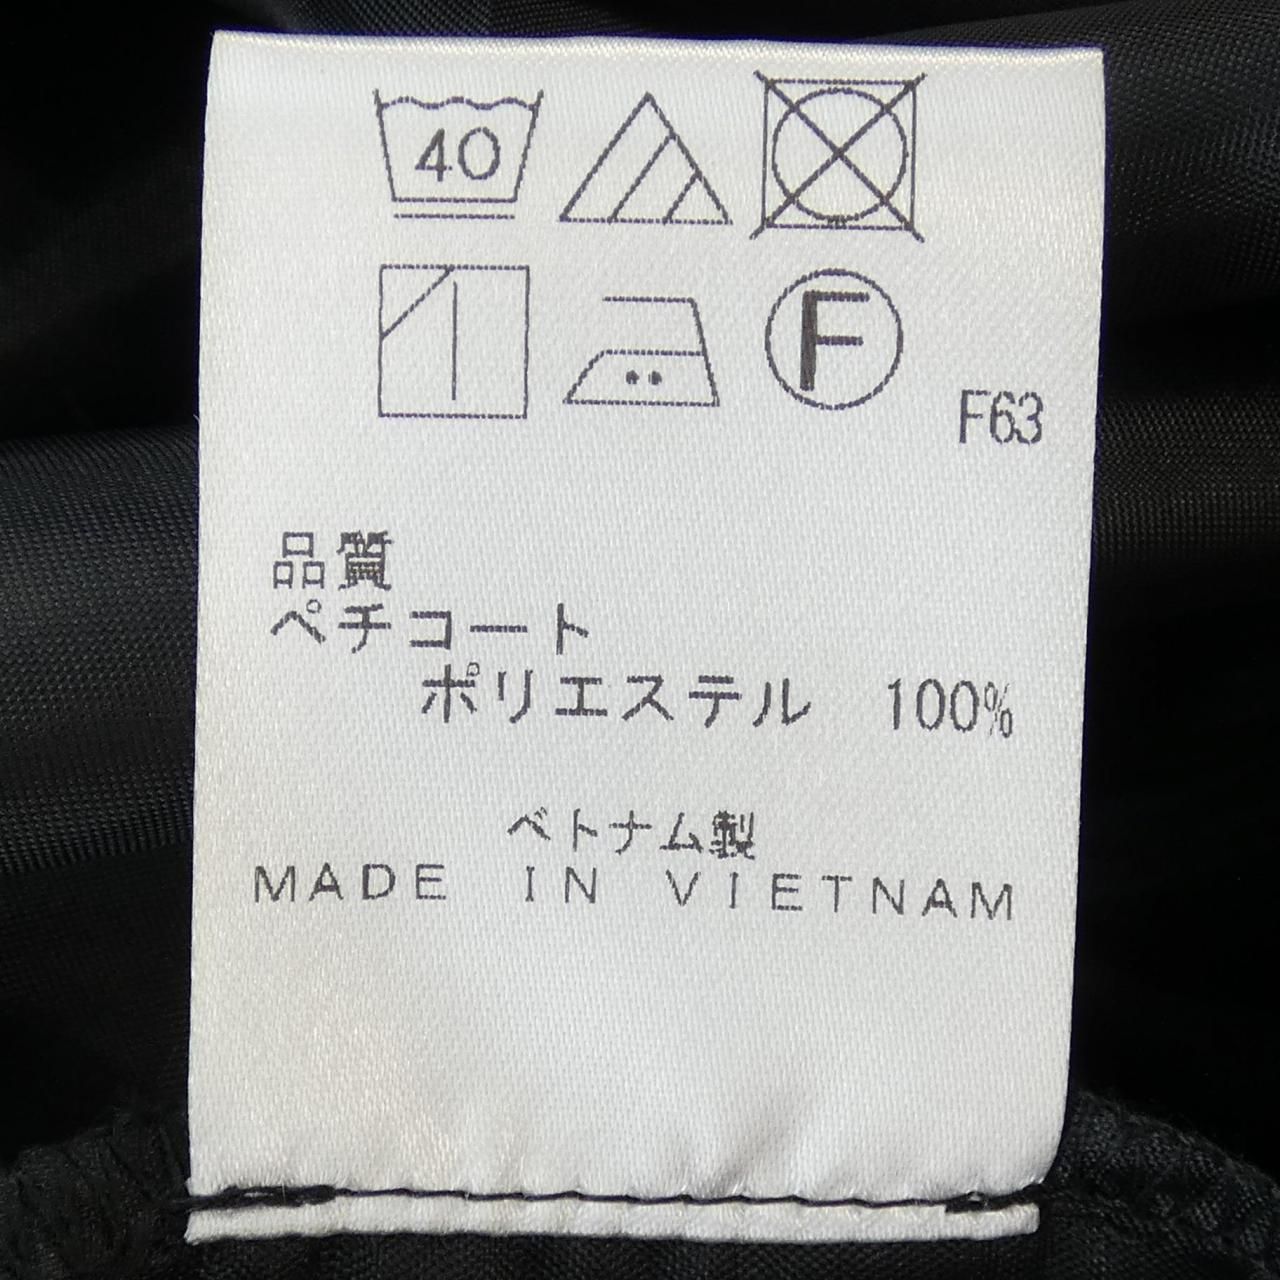 40
F
F63
品質
ペチコート
ポリエステル 100%
ベトナム製
MADE IN VIETNAM